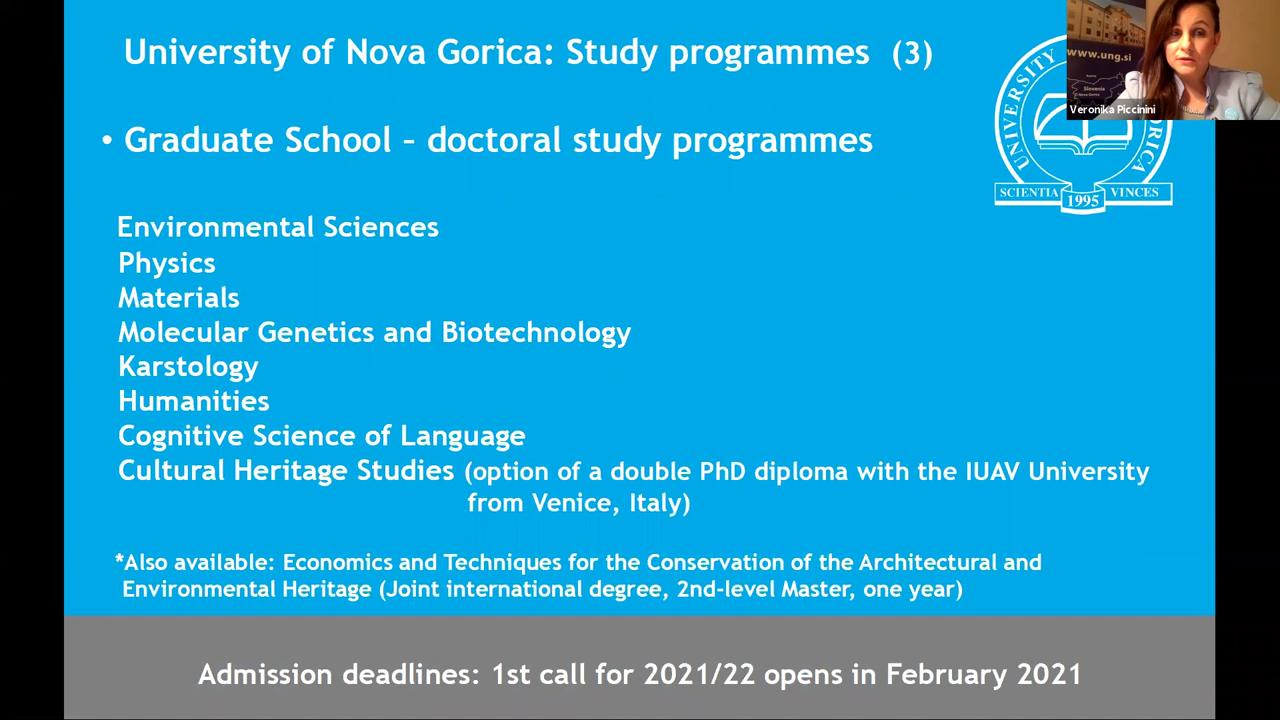 University of Nova Gorica: Study programmes (3)
• Graduate School – doctoral study programmes
Environmental Sciences
Physics
Materials
Molecular Genetics and Biotechnology
Karstology
Humanities
Cognitive Science of Language
Cultural Heritage Studies (option of a double PhD diploma with the IUAV University
from Venice, Italy)
*Also available: Economics and Techniques for the Conservation of the Architectural and
Environmental Heritage (Joint international degree, 2nd-level Master, one year)
Admission deadlines: 1st call for 2021/22 opens in February 2021
www.ung.si
Slovenia
Veronika Piccinini
UNIVERSITY
SCIENTIA 1995 VINCES